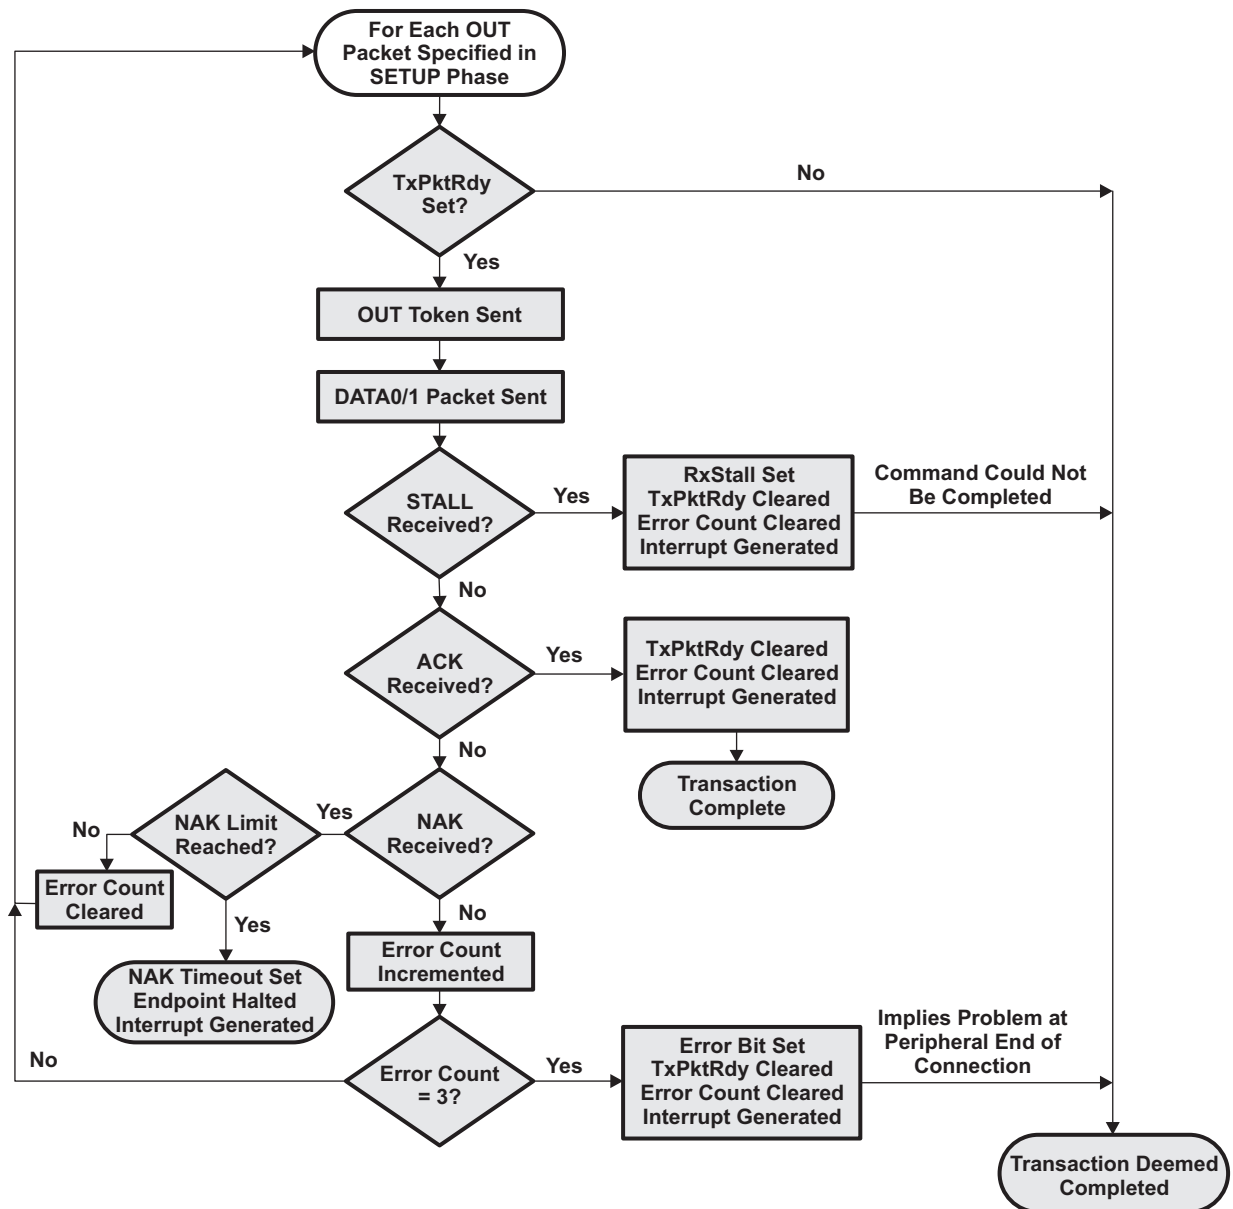 For Each OUT
Packet Specified in
SETUP Phase
TxPktRdy
Set?
No
Yes
OUT Token Sent
DATA0/1 Packet Sent
STALL
Received?
Yes
RxStall Set
TxPktRdy Cleared
Error Count Cleared
Interrupt Generated
Command Could Not
Be Completed
No
ACK
Received?
Yes
TxPktRdy Cleared
Error Count Cleared
Interrupt Generated
No
Transaction
Complete
NAK
Received?
Yes
NAK Limit
Reached?
No
Error Count
Cleared
Yes
NAK Timeout Set
Endpoint Halted
Interrupt Generated
No
Error Count
Incremented
Error Count
= 3?
No
Yes
Error Bit Set
TxPktRdy Cleared
Error Count Cleared
Interrupt Generated
Implies Problem at
Peripheral End of
Connection
Transaction Deemed
Completed